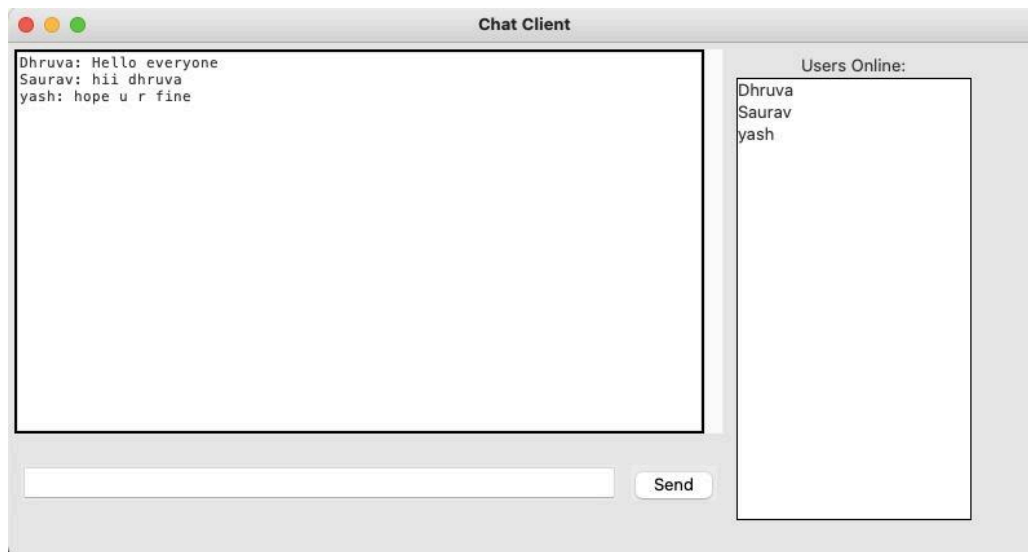 Chat Client
Dhruva: Hello everyone
Saurav: hii dhruva
yash: hope u r fine
Users Online:
Dhruva
Saurav
yash
Send